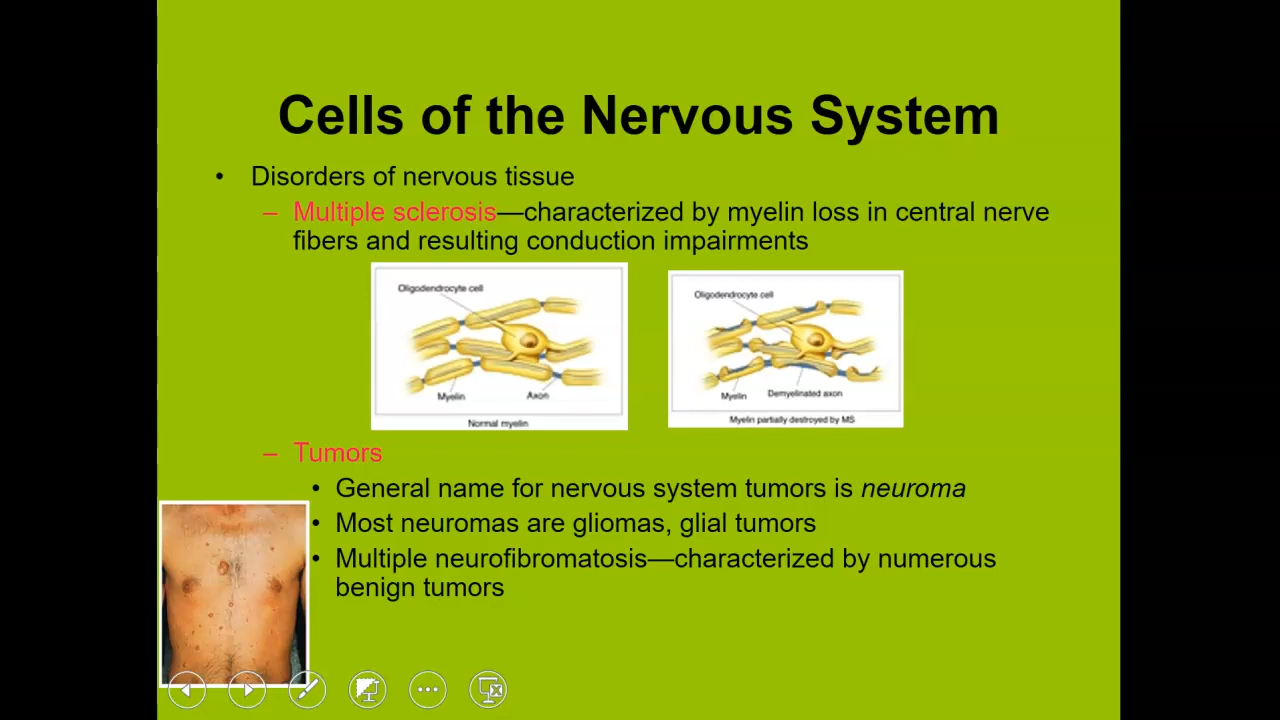 Cells of the Nervous System
• Disorders of nervous tissue
– Multiple sclerosis—characterized by myelin loss in central nerve
fibers and resulting conduction impairments
Oligodendrocyte cell
Myelin
Axon
Normal myelin
Oligodendrocyte cell
Myelin
Demyelinated axon
Myelin partially destroyed by MS
– Tumors
• General name for nervous system tumors is neuroma
• Most neuromas are gliomas, glial tumors
• Multiple neurofibromatosis—characterized by numerous
benign tumors